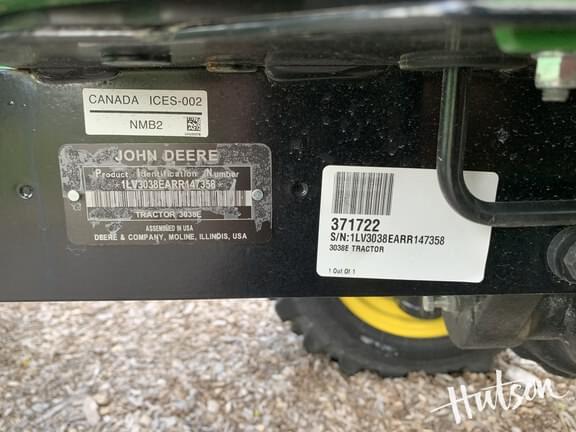 CANADA ICES-002
NMB2
JOHN DEERE
Product Identification Number
*1LV3038EARR147358*
TRACTOR 3038E
ASSEMBLED IN USA
DEERE & COMPANY, MOLINE, ILLINOIS, USA
371722
S/N:1LV3038EARR147358
3038E TRACTOR
1 Out Of 1
Hutson